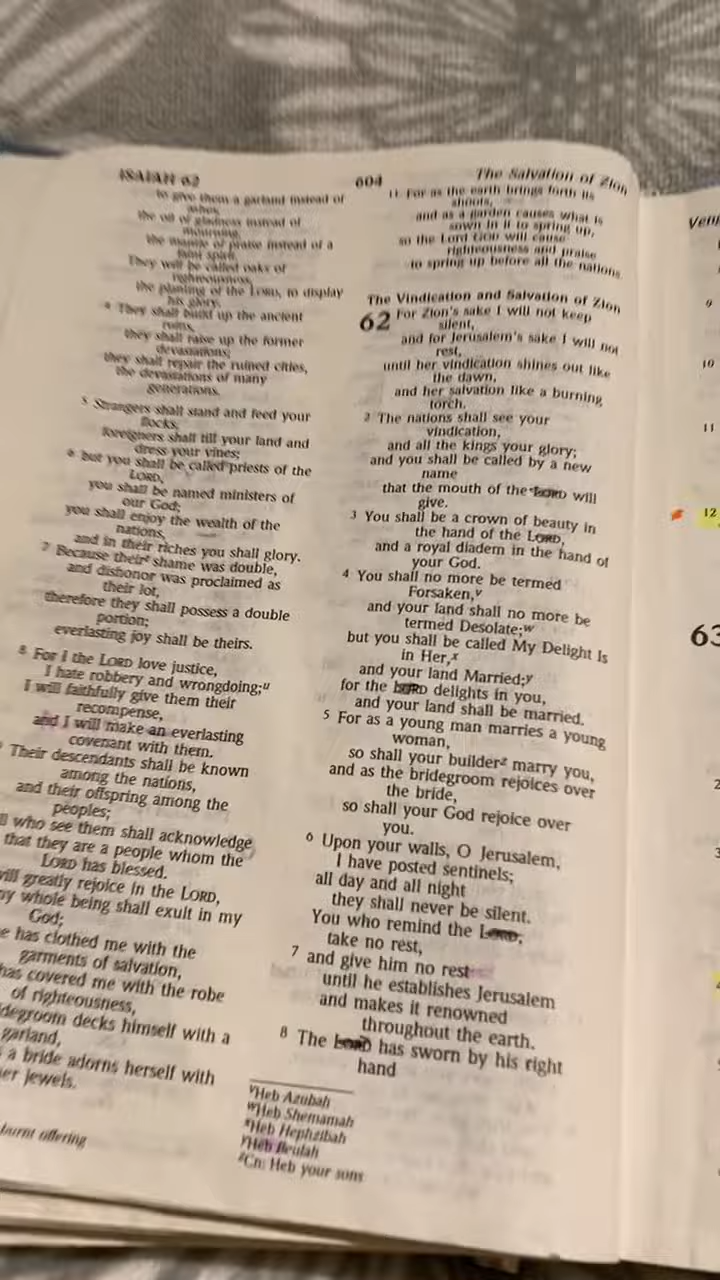 ISAIAH 62
604
The Salvation of Zion
to give them a garland instead of
ashes,
the oil of gladness instead of
mourning,
the mantle of praise instead of a
faint spirit.
They will be called oaks of
righteousness,
the planting of the LORD, to display
his glory.
4 They shall build up the ancient
ruins,
they shall raise up the former
devastations;
they shall repair the ruined cities,
the devastations of many
generations.
5 Strangers shall stand and feed your
flocks,
foreigners shall till your land and
dress your vines;
6 but you shall be called priests of the
LORD,
you shall be named ministers of
our God;
you shall enjoy the wealth of the
nations,
and in their riches you shall glory.
7 Because their shame was double,
and dishonor was proclaimed as
their lot,
therefore they shall possess a double
portion;
everlasting joy shall be theirs.
8 For I the LORD love justice,
I hate robbery and wrongdoing;u
I will faithfully give them their
recompense,
and I will make an everlasting
covenant with them.
Their descendants shall be known
among the nations,
and their offspring among the
peoples;
who see them shall acknowledge
that they are a people whom the
LORD has blessed.
will greatly rejoice in the LORD,
my whole being shall exult in my
God;
has clothed me with the
garments of salvation,
has covered me with the robe
of righteousness,
decks himself with a
garland,
a bride adorns herself with
her jewels.
burnt offering
11 For as the earth brings forth its
shoots,
and as a garden causes what is
sown in it to spring up,
so the Lord GOD will cause
righteousness and praise
to spring up before all the nations.
The Vindication and Salvation of Zion
62 For Zion's sake I will not keep
silent,
and for Jerusalem's sake I will not
rest,
until her vindication shines out like
the dawn,
and her salvation like a burning
torch.
2 The nations shall see your
vindication,
and all the kings your glory;
and you shall be called by a new
name
that the mouth of the LORD will
give.
3 You shall be a crown of beauty in
the hand of the LORD,
and a royal diadem in the hand of
your God.
4 You shall no more be termed
Forsaken,v
and your land shall no more be
termed Desolate;w
but you shall be called My Delight Is
in Her,x
and your land Married;y
for the LORD delights in you,
and your land shall be married.
5 For as a young man marries a young
woman,
so shall your builderz marry you,
and as the bridegroom rejoices over
the bride,
so shall your God rejoice over
you.
6 Upon your walls, O Jerusalem,
I have posted sentinels;
all day and all night
they shall never be silent.
You who remind the LORD,
take no rest,
7 and give him no rest
until he establishes Jerusalem
and makes it renowned
throughout the earth.
8 The LORD has sworn by his right
hand
vHeb Azubah
wHeb Shemamah
xHeb Hephzibah
yHeb Beulah
zCn: Heb your sons
9
10
11
12
63
2
3